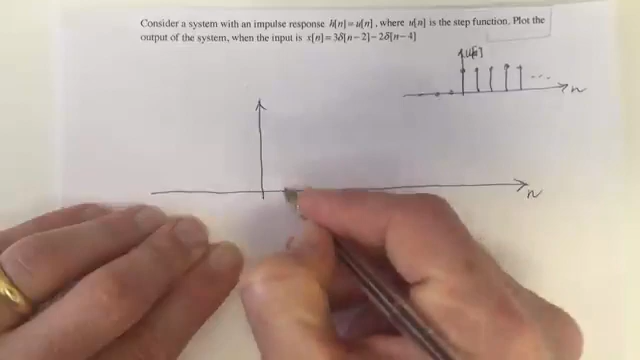 Consider a system with an impulse response h[n]=u[n], where u[n] is the step function. Plot the
output of the system, when the input is x[n]=3δ[n−2]−2δ[n−4]
u[n]
n
n